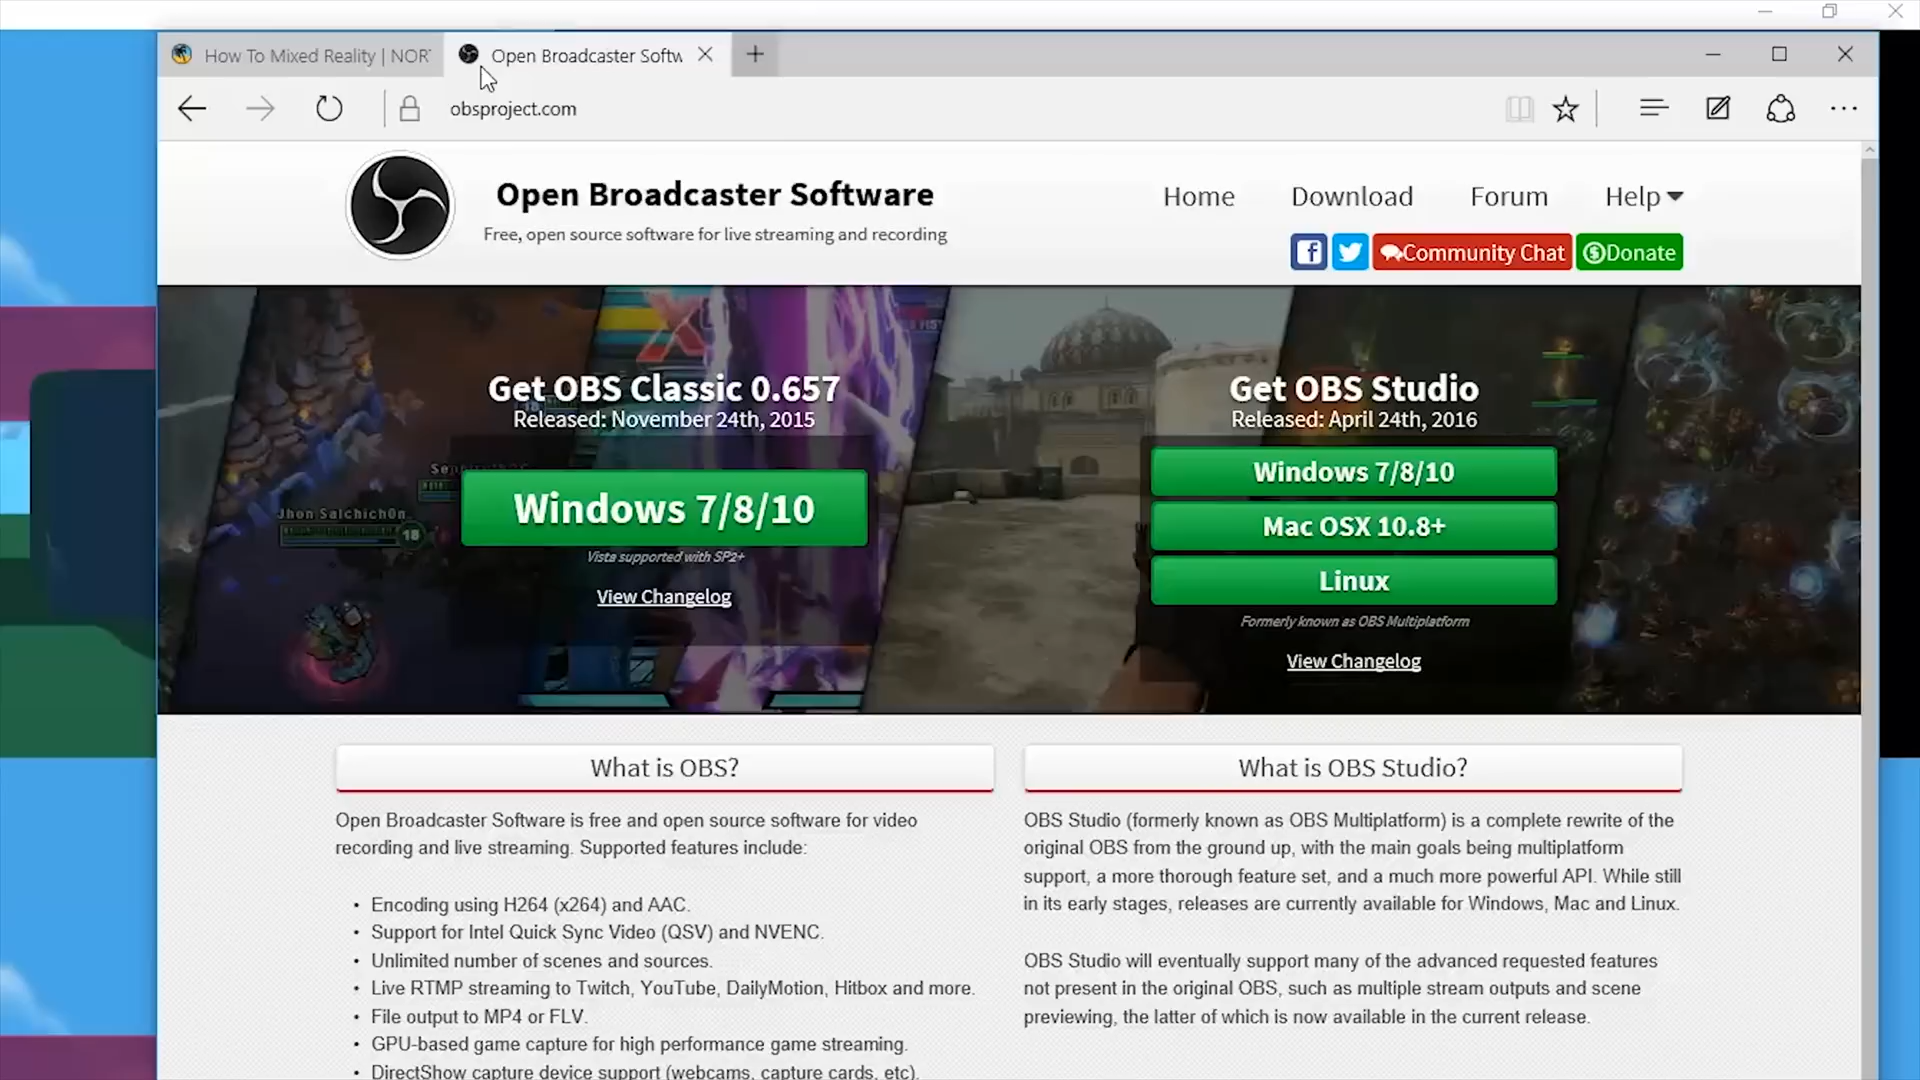 How To Mixed Reality | NOR
Open Broadcaster Softw
obsproject.com
Open Broadcaster Software
Free, open source software for live streaming and recording
Home
Download
Forum
Help
Community Chat
Donate
Get OBS Classic 0.657
Released: November 24th, 2015
Windows 7/8/10
Vista supported with SP2+
View Changelog
Jhon Salchich0n
18
Get OBS Studio
Released: April 24th, 2016
Windows 7/8/10
Mac OSX 10.8+
Linux
Formerly known as OBS Multiplatform
View Changelog
What is OBS?
Open Broadcaster Software is free and open source software for video
recording and live streaming. Supported features include:
• Encoding using H264 (x264) and AAC.
• Support for Intel Quick Sync Video (QSV) and NVENC.
• Unlimited number of scenes and sources.
• Live RTMP streaming to Twitch, YouTube, DailyMotion, Hitbox and more.
• File output to MP4 or FLV.
• GPU-based game capture for high performance game streaming.
• DirectShow capture device support (webcams, capture cards, etc).
What is OBS Studio?
OBS Studio (formerly known as OBS Multiplatform) is a complete rewrite of the
original OBS from the ground up, with the main goals being multiplatform
support, a more thorough feature set, and a much more powerful API. While still
in its early stages, releases are currently available for Windows, Mac and Linux.
OBS Studio will eventually support many of the advanced requested features
not present in the original OBS, such as multiple stream outputs and scene
previewing, the latter of which is now available in the current release.